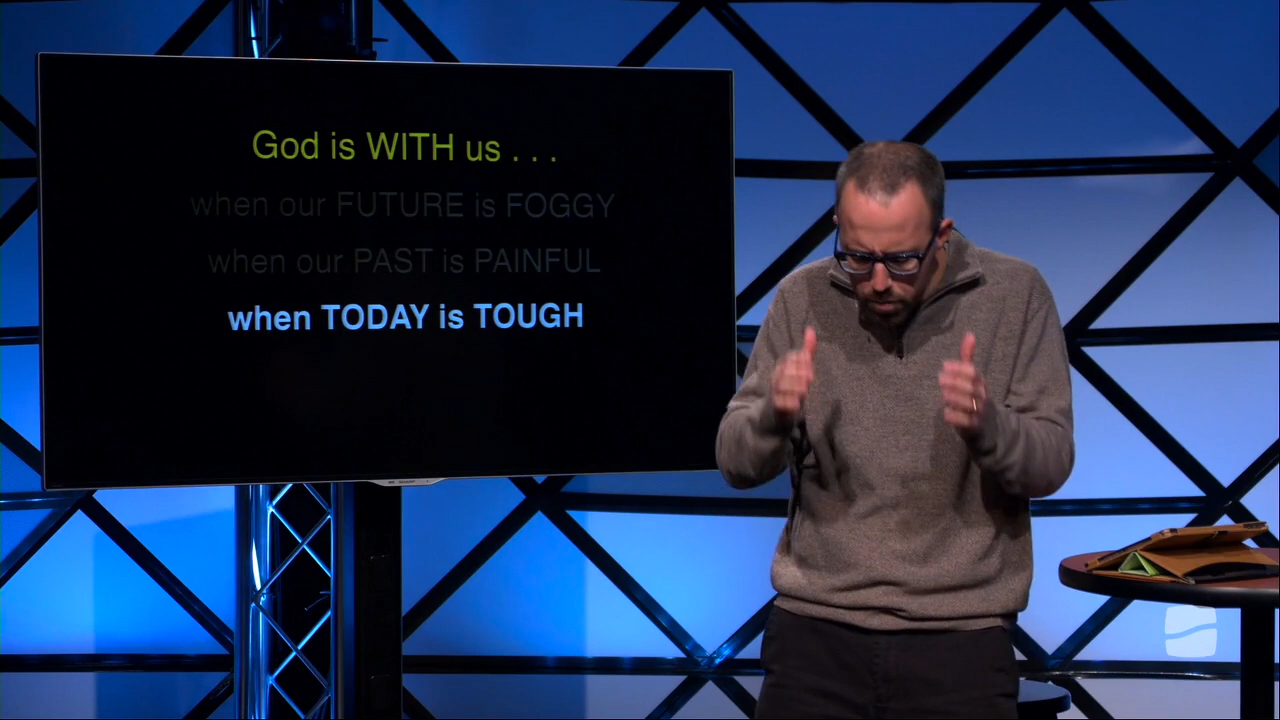 God is WITH us . . .
when our FUTURE is FOGGY
when our PAST is PAINFUL
when TODAY is TOUGH